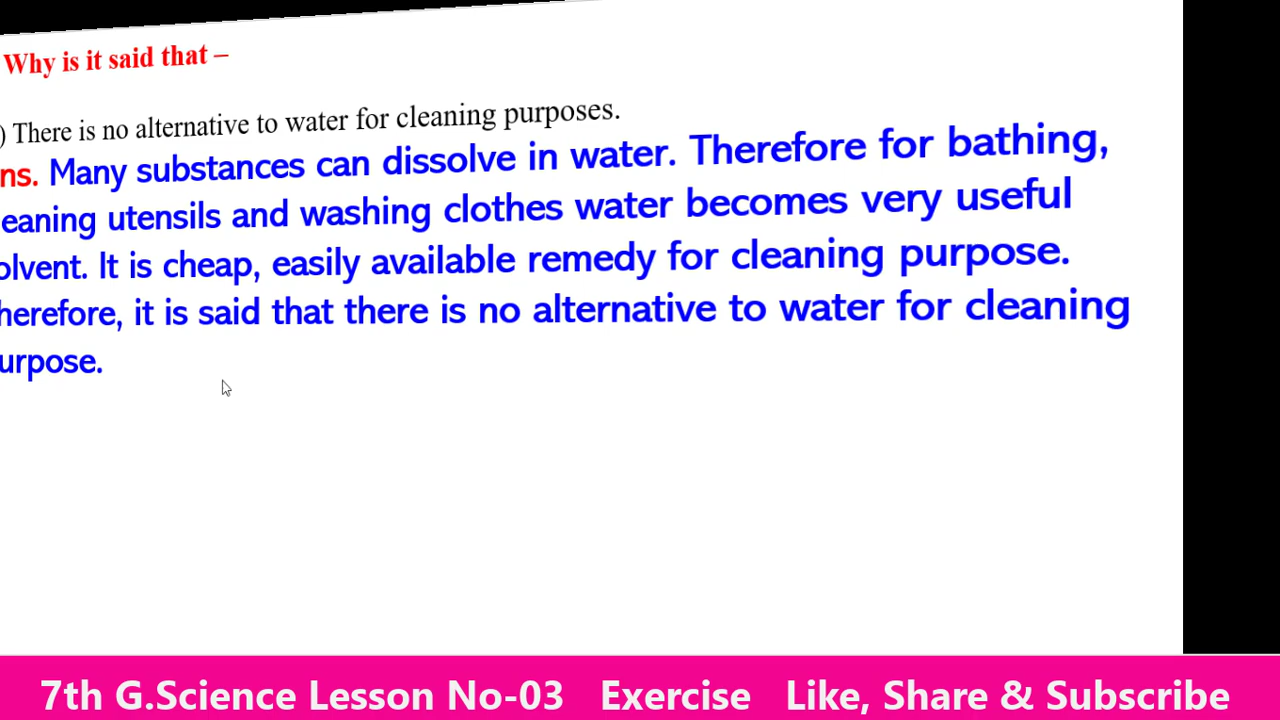 Why is it said that –
) There is no alternative to water for cleaning purposes.
ns. Many substances can dissolve in water. Therefore for bathing,
eaning utensils and washing clothes water becomes very useful
olvent. It is cheap, easily available remedy for cleaning purpose.
herefore, it is said that there is no alternative to water for cleaning
urpose.
7th G.Science Lesson No-03 Exercise Like, Share & Subscribe